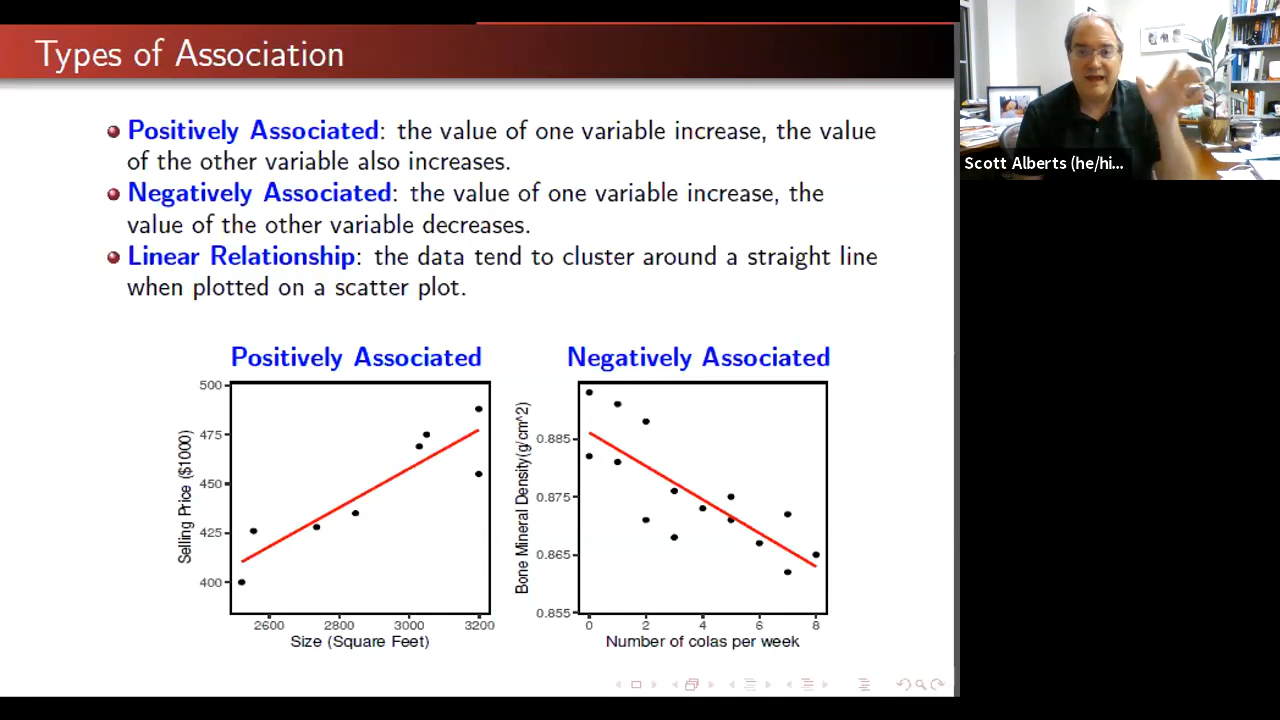 Types of Association
Positively Associated: the value of one variable increase, the value
of the other variable also increases.
Negatively Associated: the value of one variable increase, the
value of the other variable decreases.
Linear Relationship: the data tend to cluster around a straight line
when plotted on a scatter plot.
Positively Associated
500
475
450
425
400
Selling Price ($1000)
2600 2800 3000 3200
Size (Square Feet)
Negatively Associated
0.885
0.875
0.865
0.855
Bone Mineral Density(g/cm^2)
0 2 4 6 8
Number of colas per week
Scott Alberts (he/hi...